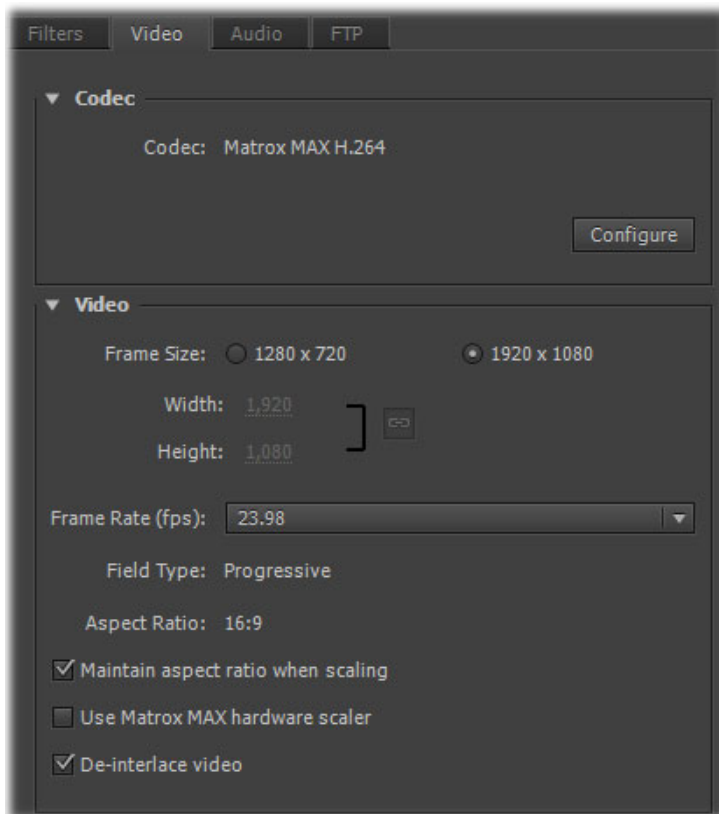 Filters Video Audio FTP
Codec
Codec: Matrox MAX H.264
Configure
Video
Frame Size: 1280 x 720 1920 x 1080
Width: 1,920
Height: 1,080
Frame Rate (fps): 23.98
Field Type: Progressive
Aspect Ratio: 16:9
Maintain aspect ratio when scaling
Use Matrox MAX hardware scaler
De-interlace video